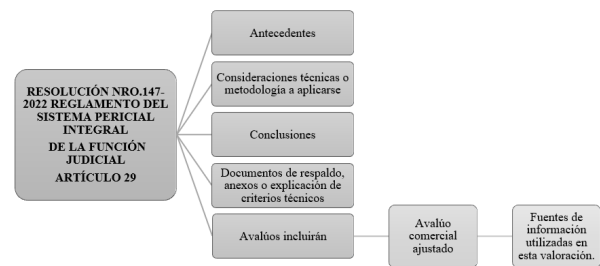 RESOLUCIÓN NRO.147-
2022 REGLAMENTO DEL
SISTEMA PERICIAL
INTEGRAL
DE LA FUNCIÓN
JUDICIAL
ARTÍCULO 29
Antecedentes
Consideraciones técnicas o
metodología a aplicarse
Conclusiones
Documentos de respaldo,
anexos o explicación de
criterios técnicos
Avalúos incluirán
Avalúo
comercial
ajustado
Fuentes de
información
utilizadas en
esta valoración.